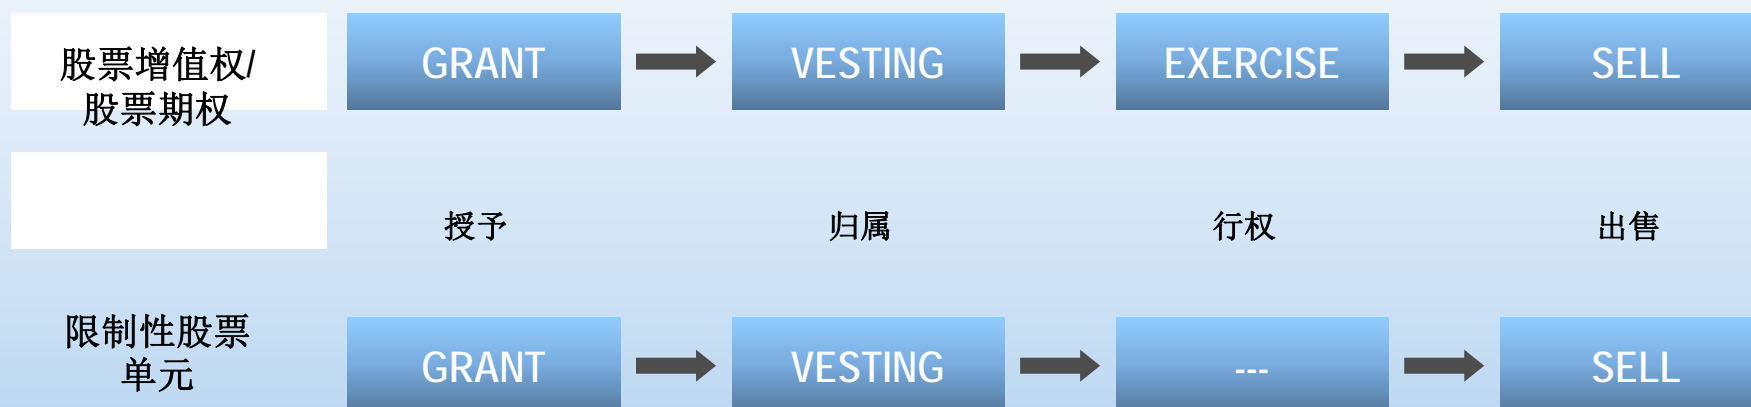 股票增值权/
股票期权
GRANT
VESTING
EXERCISE
SELL
授予
归属
行权
出售
限制性股票
单元
GRANT
VESTING
---
SELL